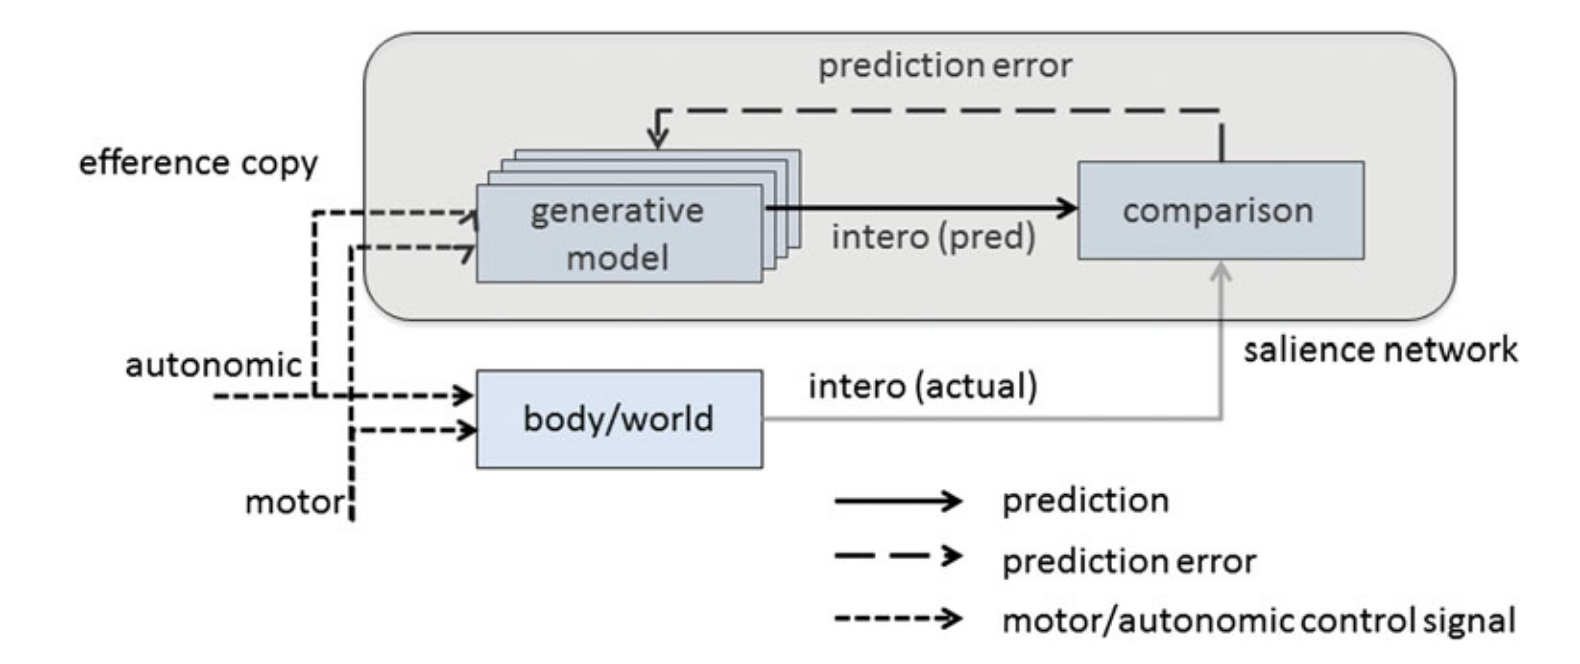 prediction error
efference copy
generative
model
intero (pred)
comparison
autonomic
body/world
intero (actual)
salience network
motor
prediction
prediction error
motor/autonomic control signal